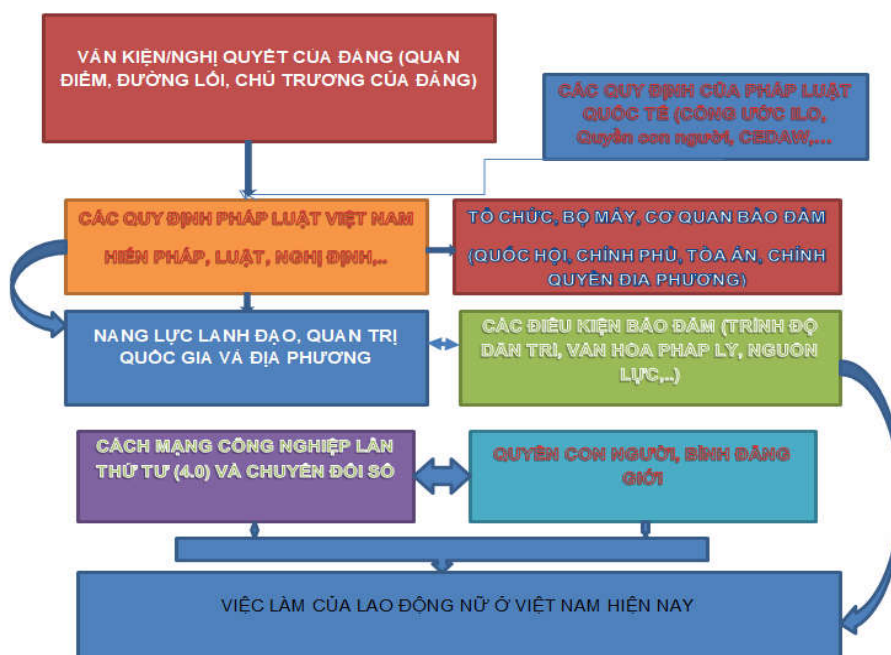 VĂN KIỆN/NGHỊ QUYẾT CỦA ĐẢNG (QUAN
ĐIỂM, ĐƯỜNG LỐI, CHỦ TRƯƠNG CỦA ĐẢNG)
CÁC QUY ĐỊNH CỦA PHÁP LUẬT
QUỐC TẾ (CÔNG ƯỚC ILO,
Quyền con người, CEDAW,...
CÁC QUY ĐỊNH PHÁP LUẬT VIỆT NAM
HIẾN PHÁP, LUẬT, NGHỊ ĐỊNH,..
TỔ CHỨC, BỘ MÁY, CƠ QUAN BẢO ĐẢM
(QUỐC HỘI, CHÍNH PHỦ, TÒA ÁN, CHÍNH
QUYỀN ĐỊA PHƯƠNG)
NANG LỰC LANH ĐẠO, QUAN TRỊ
QUỐC GIA VÀ ĐỊA PHƯƠNG
CÁC ĐIỀU KIỆN BẢO ĐẢM (TRÌNH ĐỘ
DÂN TRÍ, VĂN HÓA PHÁP LÝ, NGUỒN
LỰC,..)
CÁCH MẠNG CÔNG NGHIỆP LẦN
THỨ TƯ (4.0) VÀ CHUYỂN ĐỔI SỐ
QUYỀN CON NGƯỜI, BÌNH ĐẲNG
GIỚI
VIỆC LÀM CỦA LAO ĐỘNG NỮ Ở VIỆT NAM HIỆN NAY